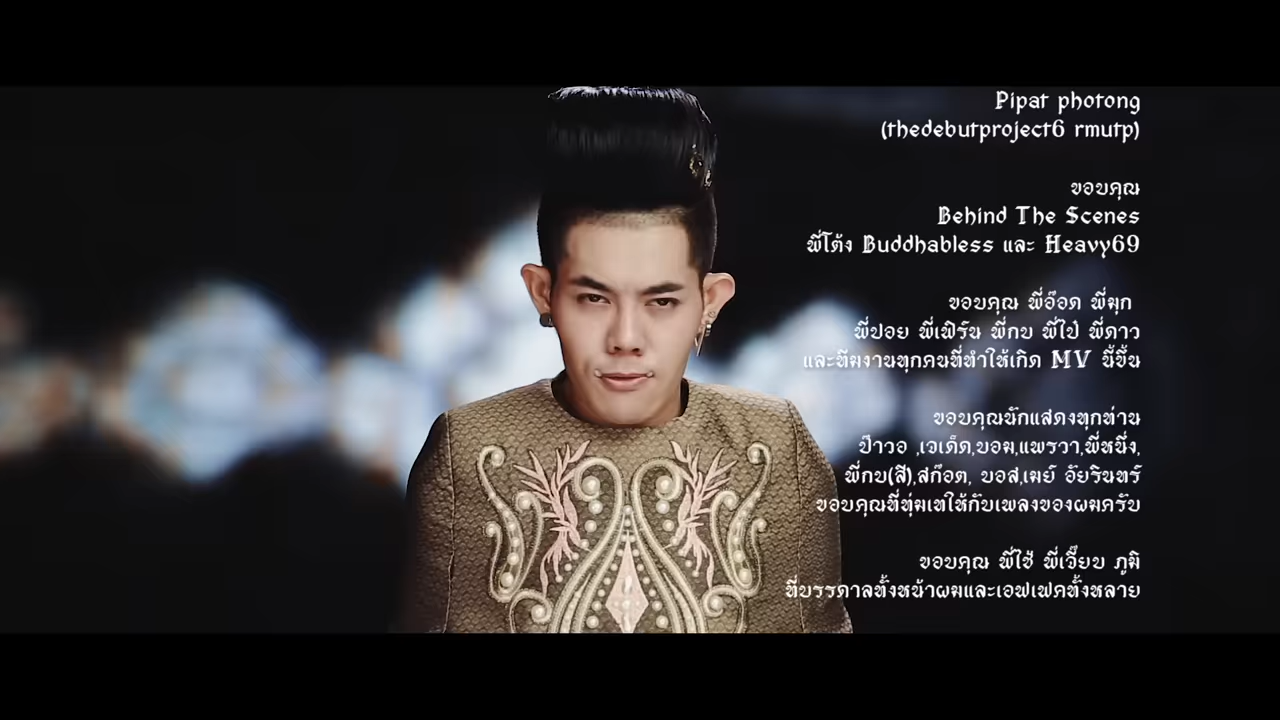 Pipat photong
(thedebutproject6 rmutp)
ขอบคุณ
Behind The Scenes
พี่โต้ง Buddhabless และ Heavy69
ขอบคุณ พี่อ๊อด พี่มุก
พี่ปอย พี่เฟิร์น พี่กบ พี่ไป๋ พี่ดาว
และทีมงานทุกคนที่ทำให้เกิด MV นี้ขึ้น
ขอบคุณนักแสดงทุกท่าน
ป๋าวอ ,เจเด็ด,บอม,แพรวา,พี่หนึ่ง,
พี่กบ(สี),สก๊อต, บอส,เมย์ อัยรินทร์
ขอบคุณที่ทุ่มเทให้กับเพลงของผมครับ
ขอบคุณ พี่ไช้ พี่เจี๊ยบ ภูมิ
ที่บรรดาลทั้งหน้าผมและเอฟเฟคทั้งหลาย